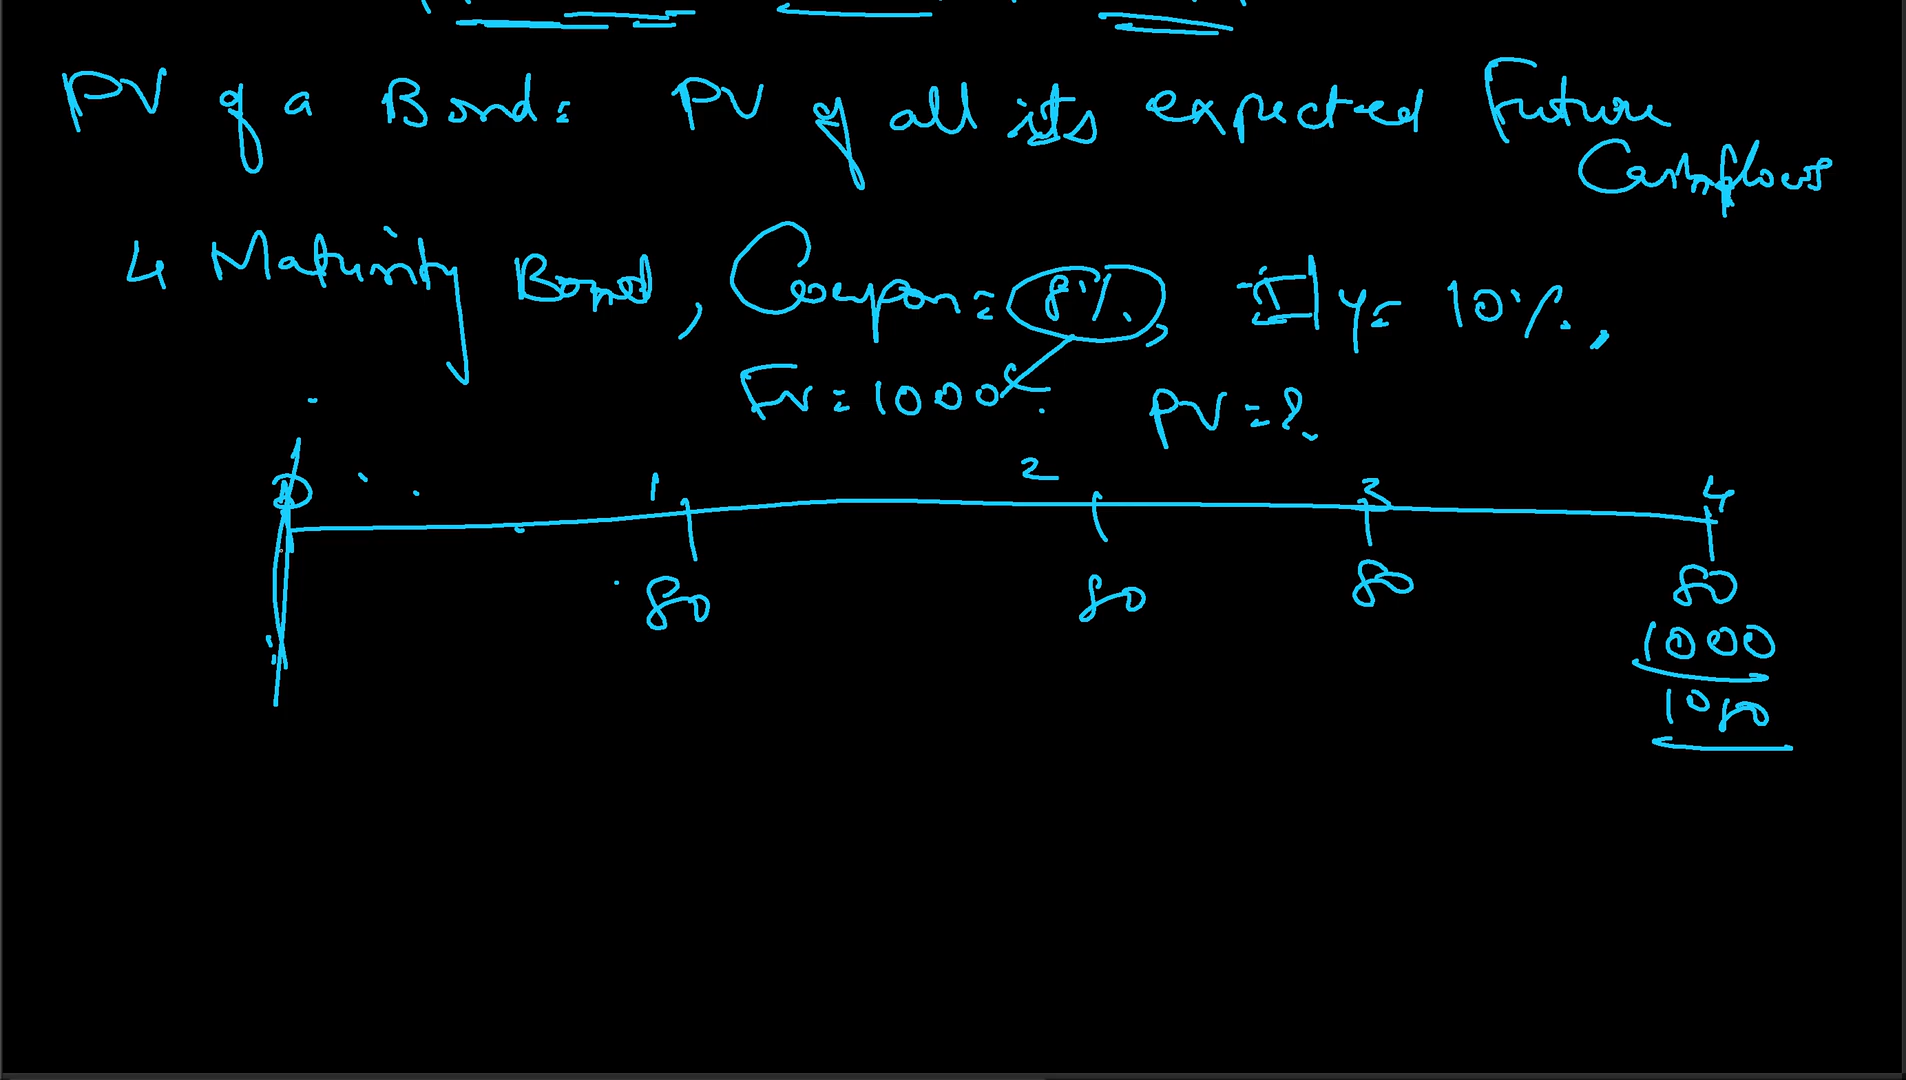 PV of a Bond = PV of all its expected Future
Cashflows
4 Maturity Bond, Coupon = 8%, I/Y = 10%,
FV = 1000 PV = ?
0 1 2 3 4
80 80 80 80
1000
1080